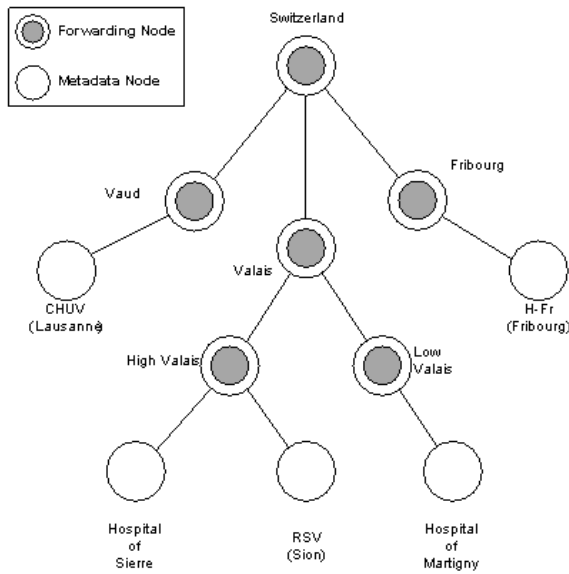 Forwarding Node
Metadata Node
Switzerland
Vaud
Fribourg
Valais
CHUV
(Lausanne)
H-Fr
(Fribourg)
High Valais
Low
Valais
Hospital
of
Sierre
RSV
(Sion)
Hospital
of
Martigny